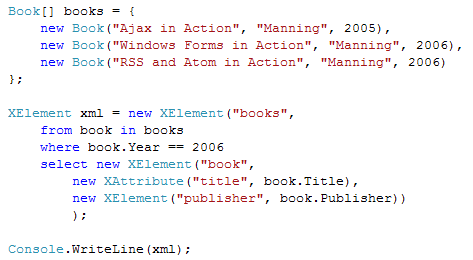 Book[] books = {
    new Book("Ajax in Action", "Manning", 2005),
    new Book("Windows Forms in Action", "Manning", 2006),
    new Book("RSS and Atom in Action", "Manning", 2006)
};

XElement xml = new XElement("books",
    from book in books
    where book.Year == 2006
    select new XElement("book",
        new XAttribute("title", book.Title),
        new XElement("publisher", book.Publisher))
        );

Console.WriteLine(xml);